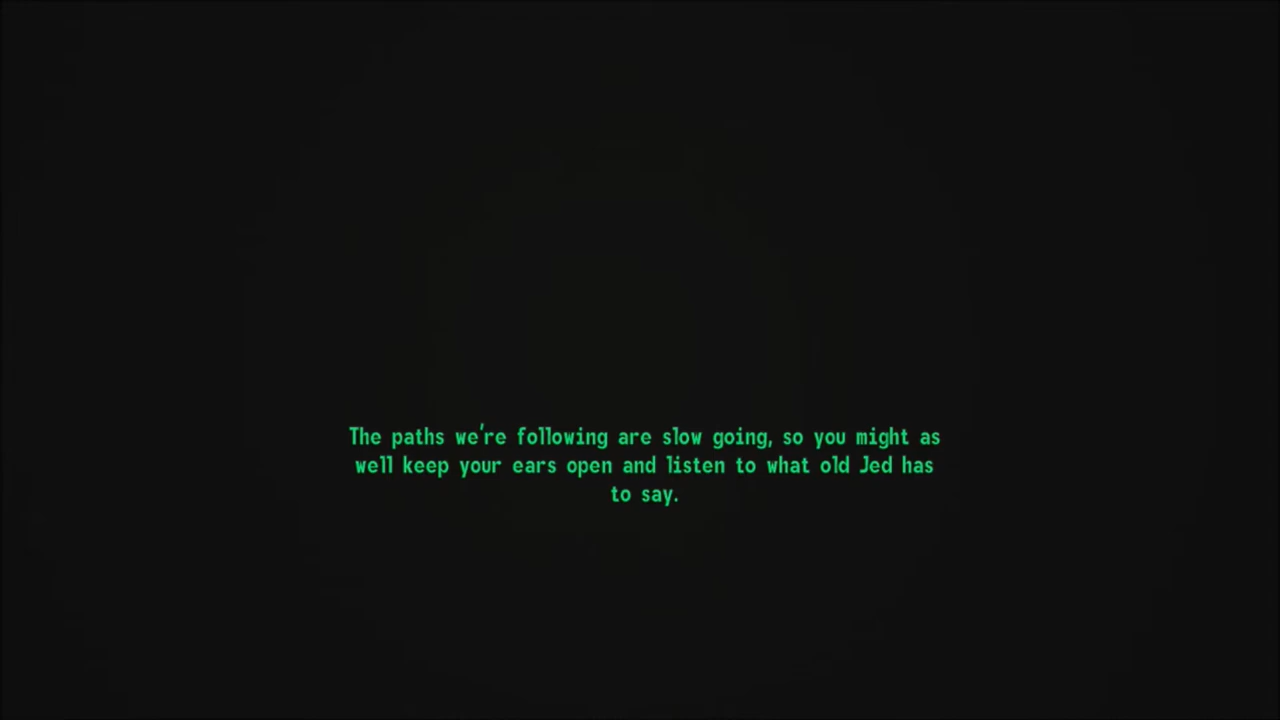 The paths we're following are slow going, so you might as
well keep your ears open and listen to what old Jed has
to say.